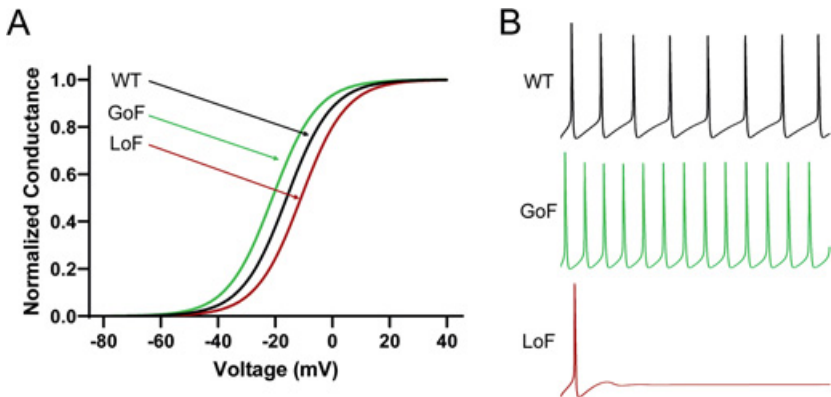 A
1.0
0.8
0.6
0.4
0.2
0.0
Normalized Conductance
WT
GoF
LoF
-80 -60 -40 -20 0 20 40
Voltage (mV)
B
WT
GoF
LoF